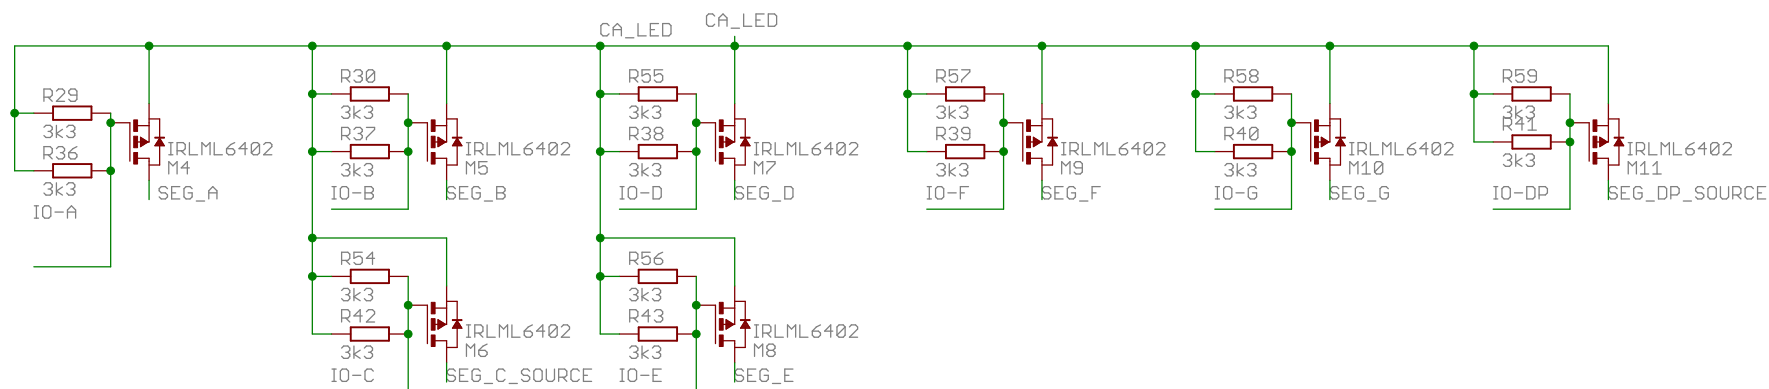 CA_LED
CA_LED
R29
3k3
R36
3k3
IO-A
IRLML6402
M4
SEG_A
R30
3k3
R37
3k3
IO-B
IRLML6402
M5
SEG_B
R54
3k3
R42
3k3
IO-C
IRLML6402
M6
SEG_C_SOURCE
R55
3k3
R38
3k3
IO-D
IRLML6402
M7
SEG_D
R56
3k3
R43
3k3
IO-E
IRLML6402
M8
SEG_E
R57
3k3
R39
3k3
IO-F
IRLML6402
M9
SEG_F
R58
3k3
R40
3k3
IO-G
IRLML6402
M10
SEG_G
R59
3k3
R41
3k3
IO-DP
IRLML6402
M11
SEG_DP_SOURCE